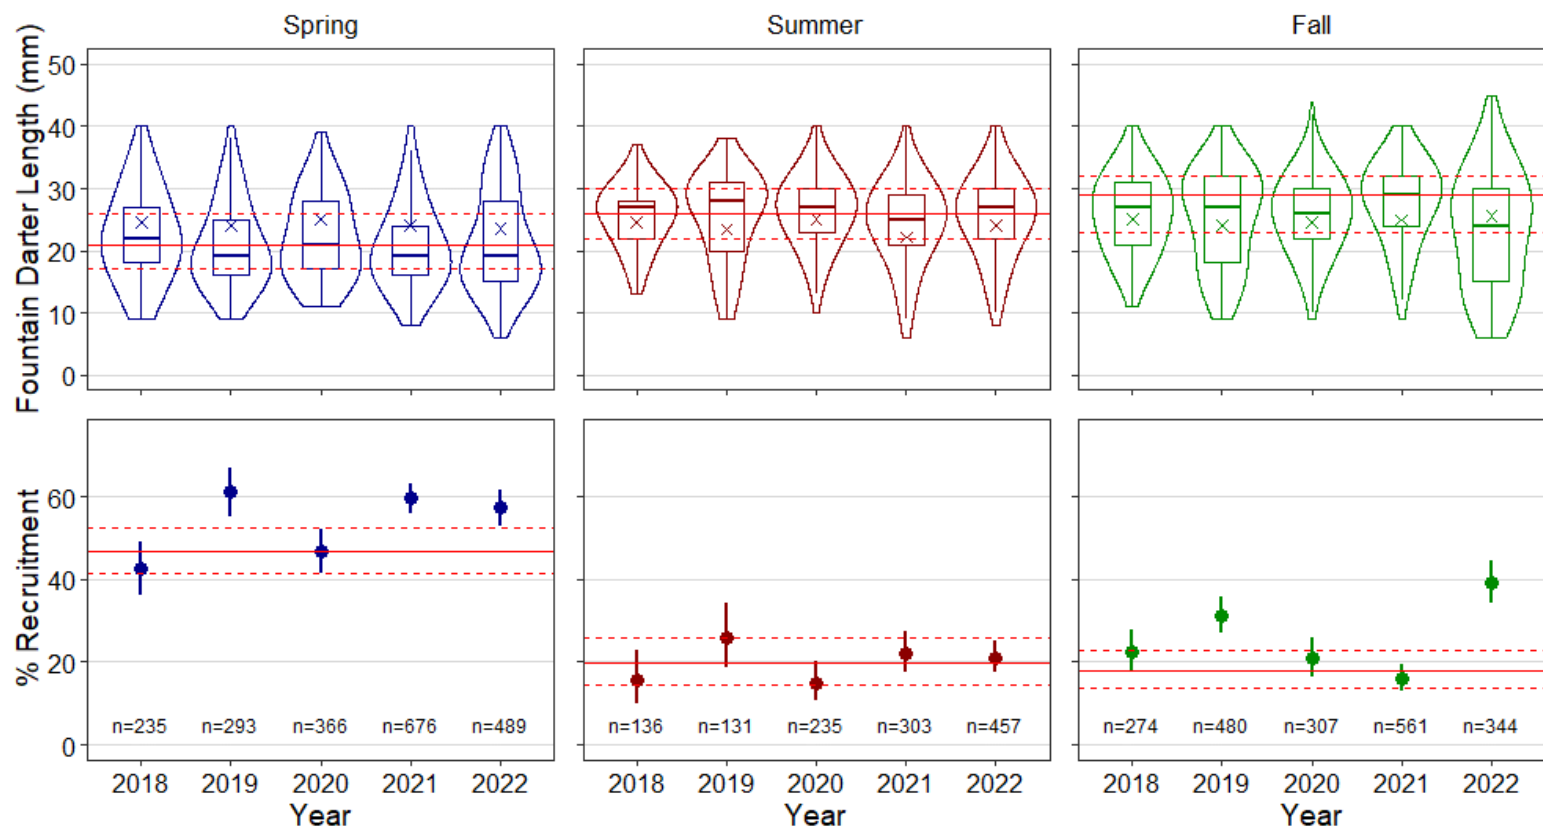 Spring Summer Fall
Fountain Darter Length (mm)
50
40
30
20
10
0
% Recruitment
60
40
20
0
n=235 n=293 n=366 n=676 n=489
n=136 n=131 n=235 n=303 n=457
n=274 n=480 n=307 n=561 n=344
2018 2019 2020 2021 2022
2018 2019 2020 2021 2022
2018 2019 2020 2021 2022
Year Year Year